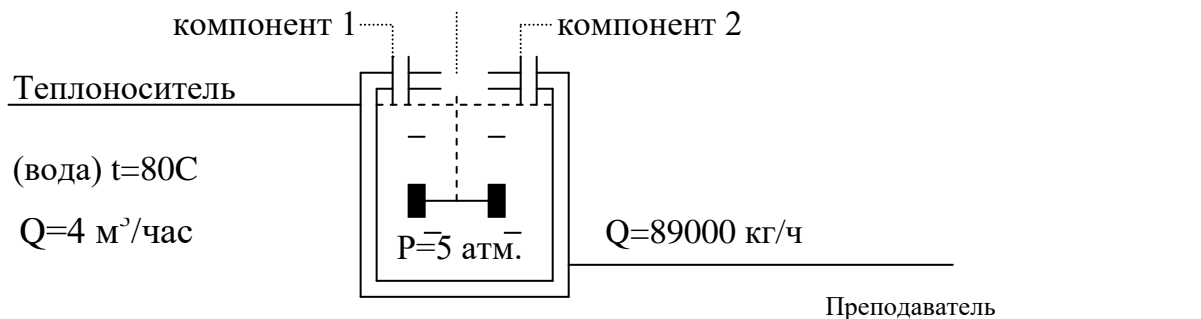 компонент 1 компонент 2
Теплоноситель
(вода) t=80C
Q=4 м³/час
Q=89000 кг/ч
P=5 атм.
Преподаватель